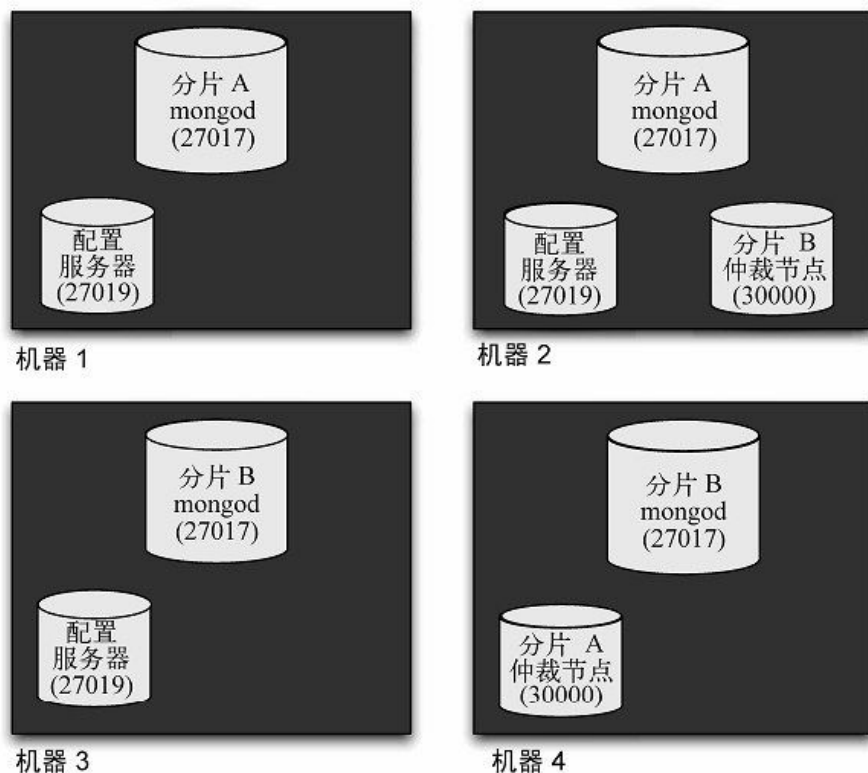 分片 A
mongod
(27017)
配置
服务器
(27019)
机器 1
分片 A
mongod
(27017)
配置
服务器
(27019)
分片 B
仲裁节点
(30000)
机器 2
分片 B
mongod
(27017)
配置
服务器
(27019)
机器 3
分片 B
mongod
(27017)
分片 A
仲裁节点
(30000)
机器 4